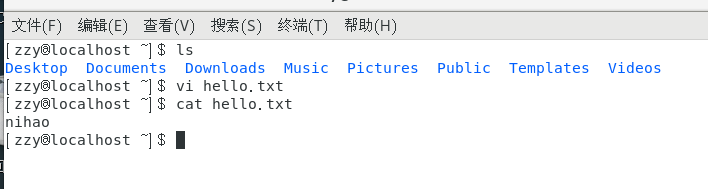 文件(F) 编辑(E) 查看(V) 搜索(S) 终端(T) 帮助(H)
[zzy@localhost ~]$ ls
Desktop Documents Downloads Music Pictures Public Templates Videos
[zzy@localhost ~]$ vi hello.txt
[zzy@localhost ~]$ cat hello.txt
nihao
[zzy@localhost ~]$